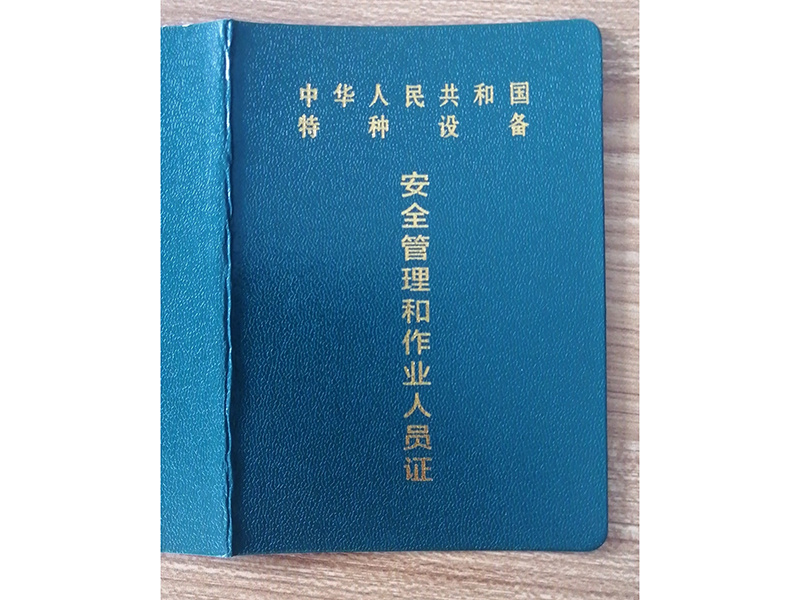 中华人民共和国
特种设备
安全管理和作业人员证